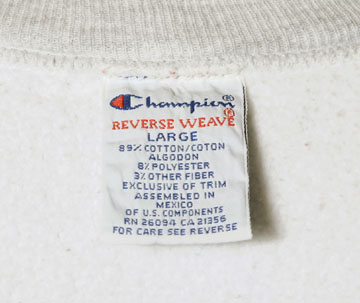 Champion®
REVERSE WEAVE®
LARGE
89% COTTON/COTON
ALGODON
8% POLYESTER
3% OTHER FIBER
EXCLUSIVE OF TRIM
ASSEMBLED IN
MEXICO
OF U.S. COMPONENTS
RN 26094 CA 21356
FOR CARE SEE REVERSE